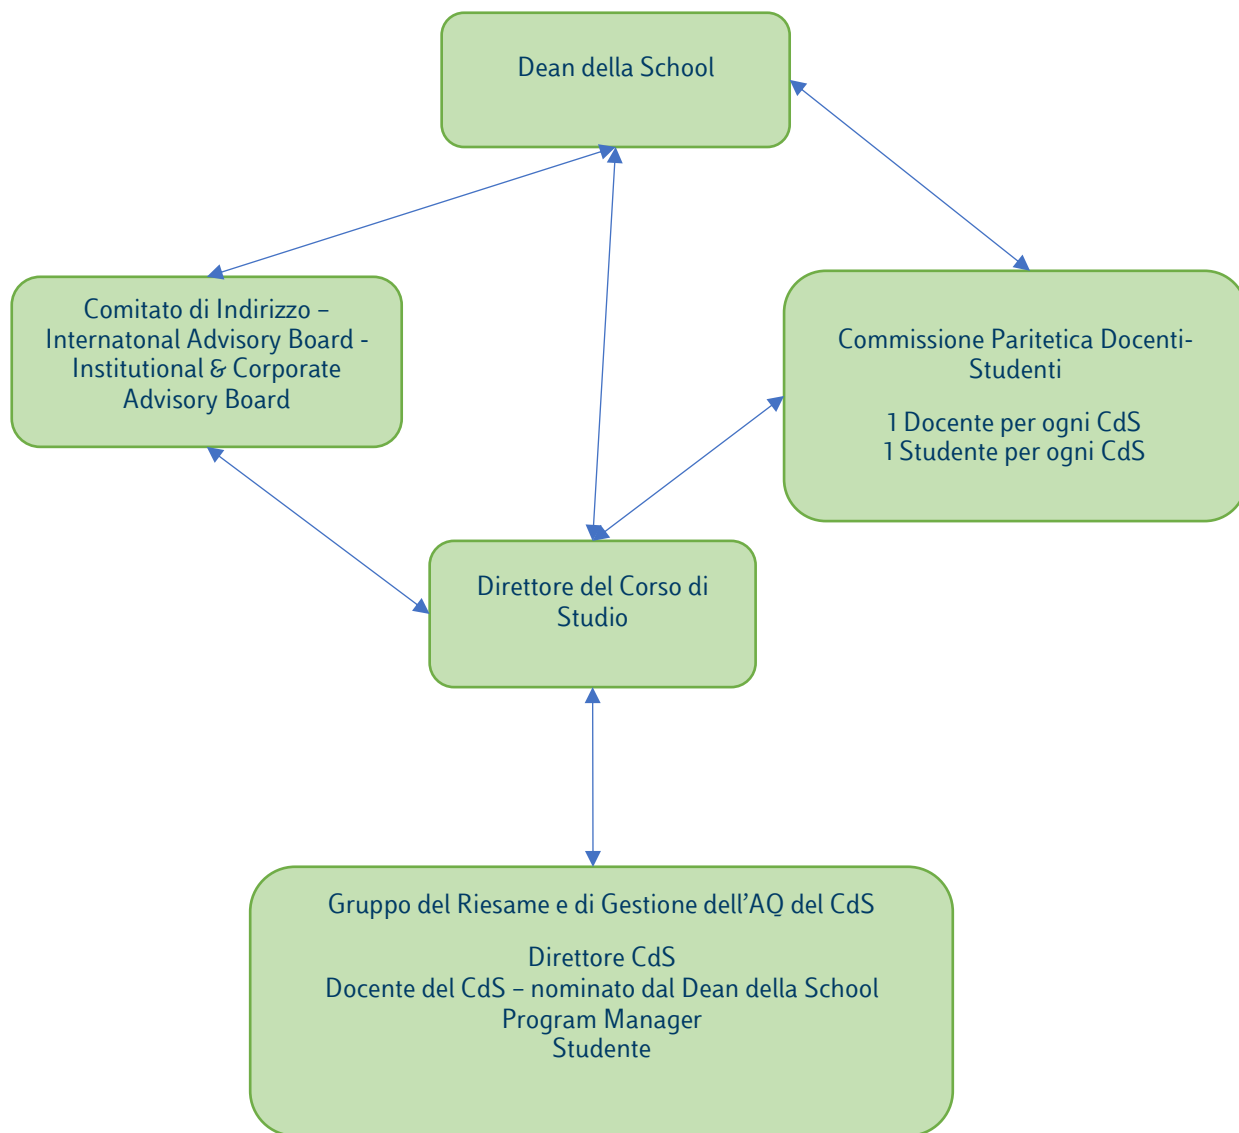 Dean della School
Comitato di Indirizzo –
Internatonal Advisory Board -
Institutional & Corporate
Advisory Board
Commissione Paritetica Docenti-
Studenti
1 Docente per ogni CdS
1 Studente per ogni CdS
Direttore del Corso di
Studio
Gruppo del Riesame e di Gestione dell’AQ del CdS
Direttore CdS
Docente del CdS – nominato dal Dean della School
Program Manager
Studente